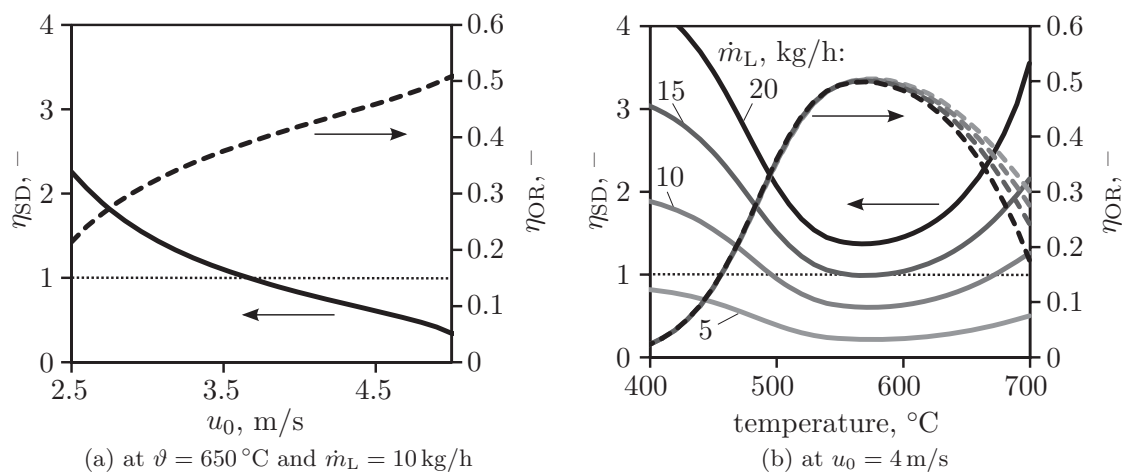 4
3
2
1
0
η_SD, –
0.6
0.5
0.4
0.3
0.2
0.1
0
η_OR, –
2.5 3.5 4.5
u_0, m/s
(a) at ϑ = 650 °C and ṁ_L = 10 kg/h
4
3
2
1
0
η_SD, –
ṁ_L, kg/h:
20
15
10
5
0.6
0.5
0.4
0.3
0.2
0.1
0
η_OR, –
400 500 600 700
temperature, °C
(b) at u_0 = 4 m/s